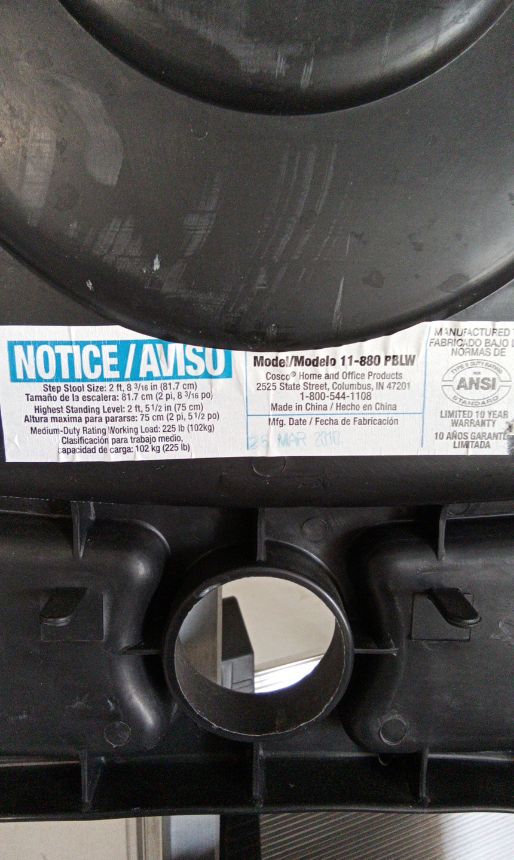 NOTICE/AVISO
Step Stool Size: 2 ft, 8 3/16 in (81.7 cm)
Tamaño de la escalera: 81.7 cm (2 pi, 8 3/16 po)
Highest Standing Level: 2 ft, 5 1/2 in (75 cm)
Altura maxima para pararse: 75 cm (2 pi, 5 1/2 po)
Medium-Duty Rating Working Load: 225 lb (102kg)
Clasificación para trabajo medio,
capacidad de carga: 102 kg (225 lb)
Model/Modelo 11-880 PBLW
Cosco® Home and Office Products
2525 State Street, Columbus, IN 47201
1-800-544-1108
Made in China / Hecho en China
Mfg. Date / Fecha de Fabricación
25 MAR 2010
MANUFACTURED
FABRICADO BAJO
NORMAS DE
ANSI
STANDARD
LIMITED 10 YEAR
WARRANTY
10 AÑOS
LIMITADA